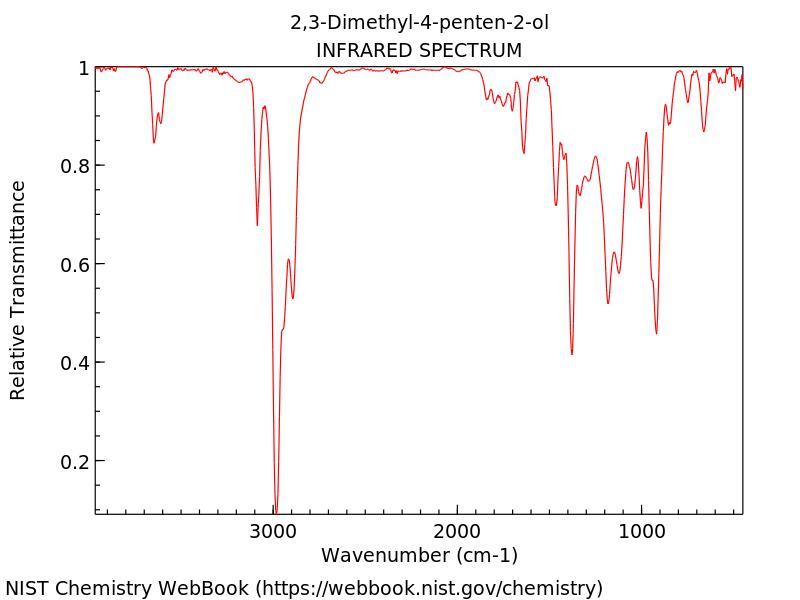 2,3-Dimethyl-4-penten-2-ol
INFRARED SPECTRUM
1
0.8
0.6
0.4
0.2
Relative Transmittance
3000 2000 1000
Wavenumber (cm-1)
NIST Chemistry WebBook (https://webbook.nist.gov/chemistry)